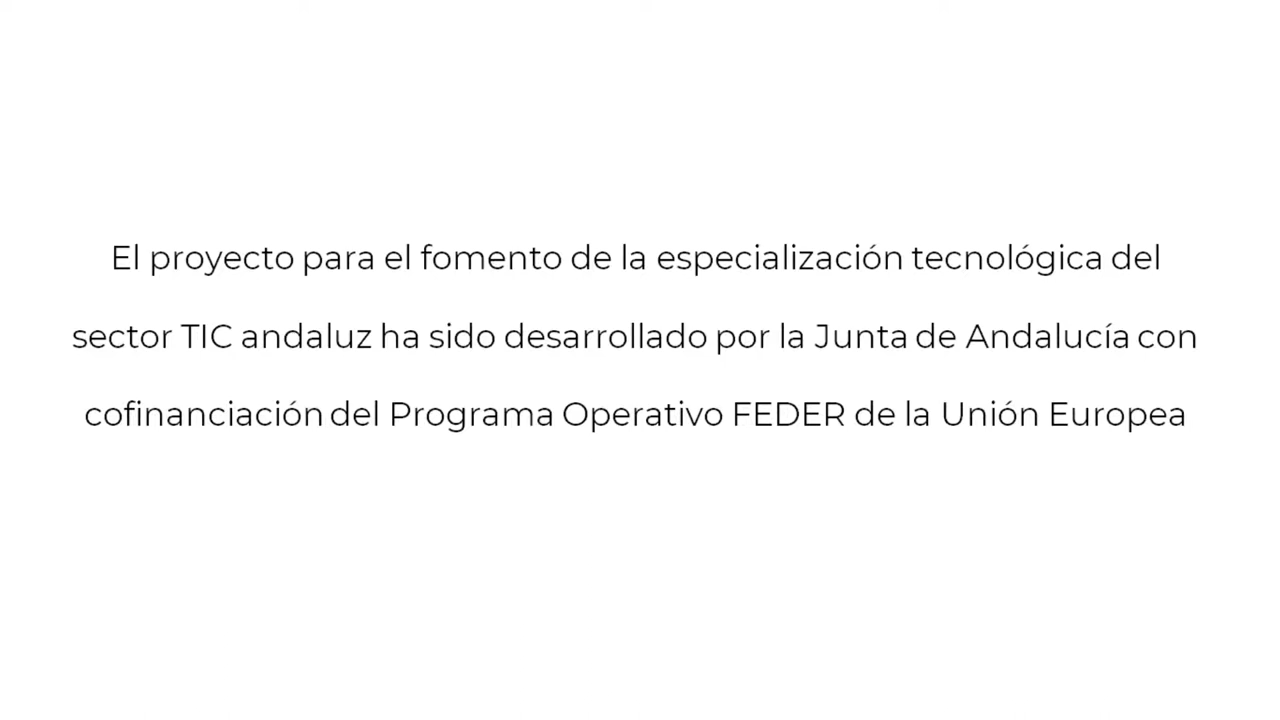 El proyecto para el fomento de la especialización tecnológica del
sector TIC andaluz ha sido desarrollado por la Junta de Andalucía con
cofinanciación del Programa Operativo FEDER de la Unión Europea